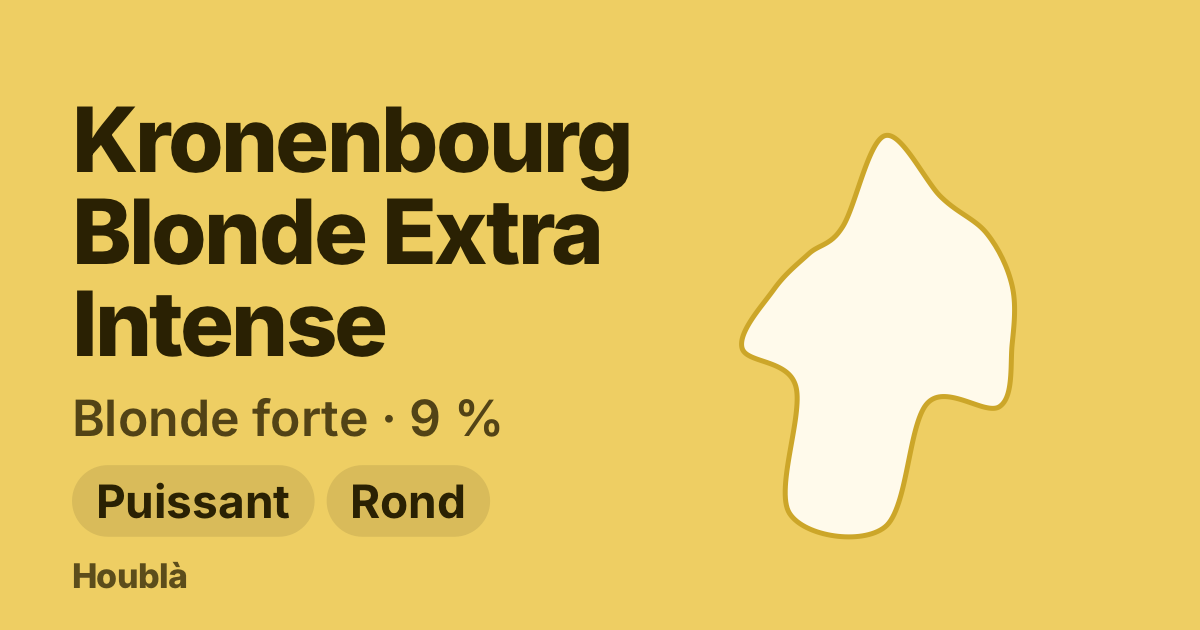 Kronenbourg
Blonde Extra
Intense
Blonde forte · 9 %
Puissant Rond
Houblà